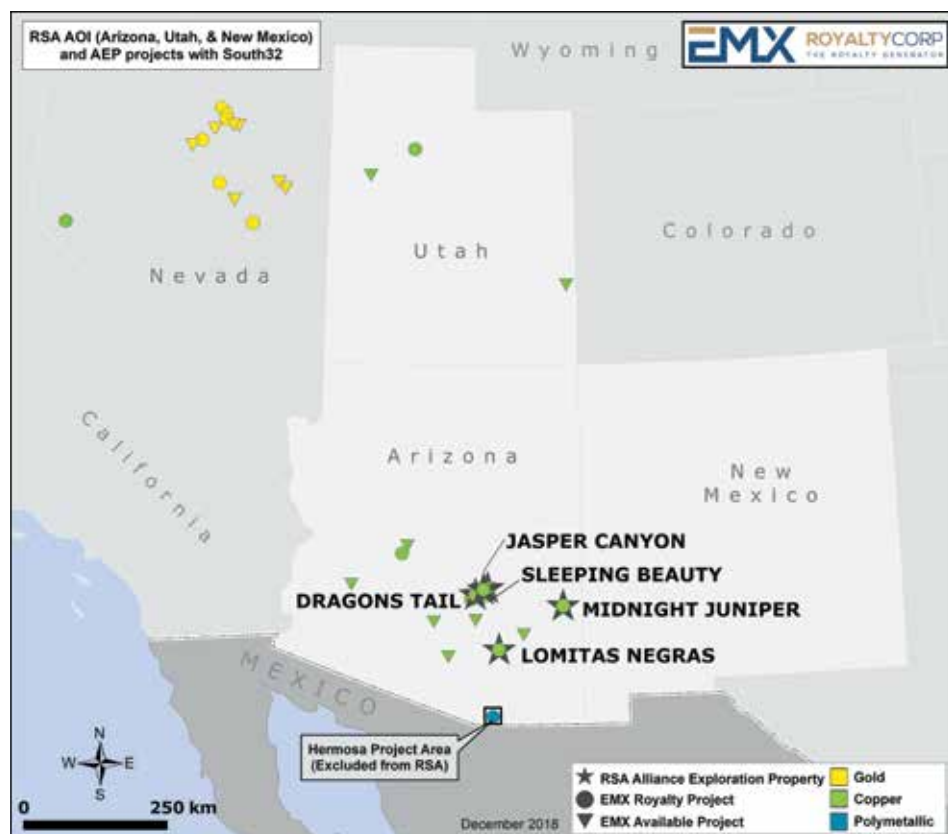 RSA AOI (Arizona, Utah, & New Mexico)
and AEP projects with South32
EMX ROYALTYCORP
THE ROYALTY GENERATOR
Wyoming
Utah
Colorado
Nevada
California
Arizona
New
Mexico
JASPER CANYON
SLEEPING BEAUTY
DRAGONS TAIL
MIDNIGHT JUNIPER
LOMITAS NEGRAS
MEXICO
Hermosa Project Area
(Excluded from RSA)
N
W E
S
0 250 km
December 2018
RSA Alliance Exploration Property
EMX Royalty Project
EMX Available Project
Gold
Copper
Polymetallic